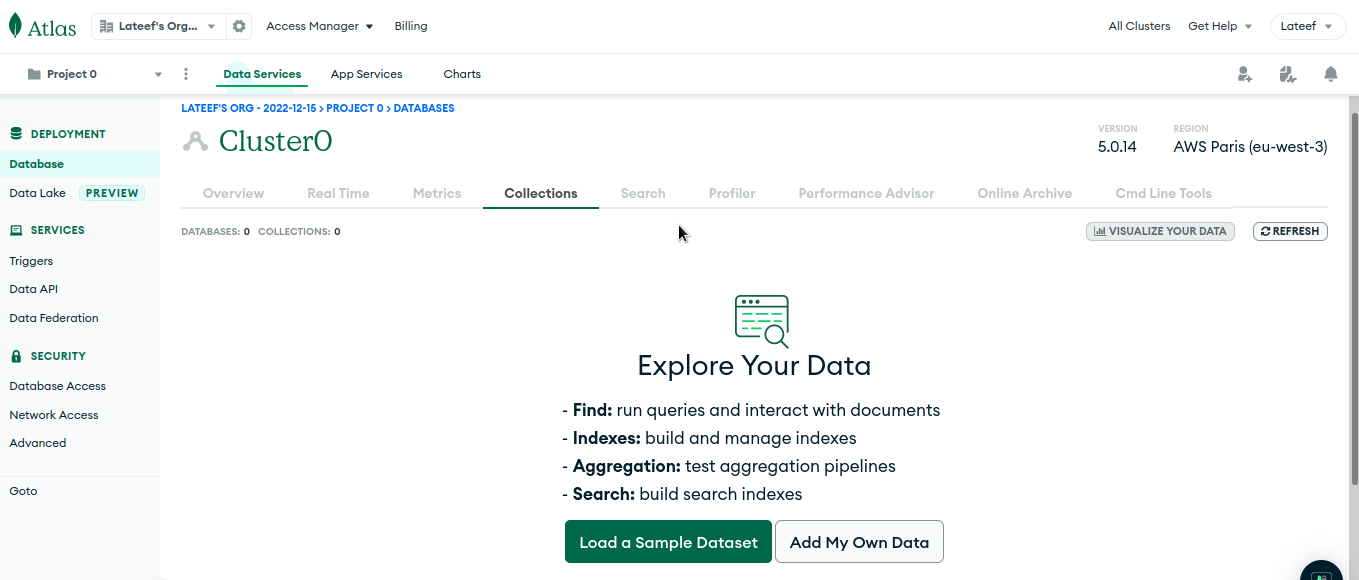 Atlas
Lateef's Org...
Access Manager
Billing
All Clusters
Get Help
Lateef
Project 0
Data Services
App Services
Charts
LATEEF'S ORG - 2022-12-15 > PROJECT 0 > DATABASES
DEPLOYMENT
Database
Data Lake PREVIEW
SERVICES
Triggers
Data API
Data Federation
SECURITY
Database Access
Network Access
Advanced
Goto
Cluster0
VERSION
5.0.14
REGION
AWS Paris (eu-west-3)
Overview
Real Time
Metrics
Collections
Search
Profiler
Performance Advisor
Online Archive
Cmd Line Tools
DATABASES: 0 COLLECTIONS: 0
VISUALIZE YOUR DATA
REFRESH
Explore Your Data
- Find: run queries and interact with documents
- Indexes: build and manage indexes
- Aggregation: test aggregation pipelines
- Search: build search indexes
Load a Sample Dataset
Add My Own Data